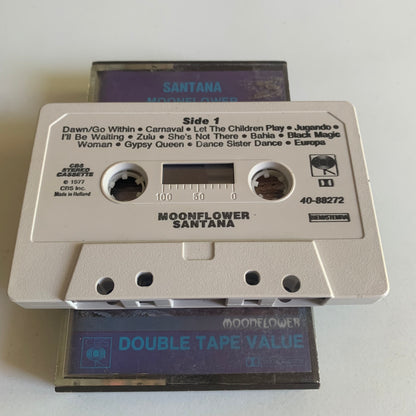 SANTANA
MOONFLOWER
Side 1
Dawn/Go Within • Carnaval • Let The Children Play • Jugando •
I'll Be Waiting • Zulu • She's Not There • Bahia • Black Magic
Woman • Gypsy Queen • Dance Sister Dance • Europa
CBS
STEREO
CASSETTE
℗ 1977
CBS Inc.
Made in Holland
100 50 0
40-88272
MOONFLOWER
SANTANA
MOONFLOWER
DOUBLE TAPE VALUE